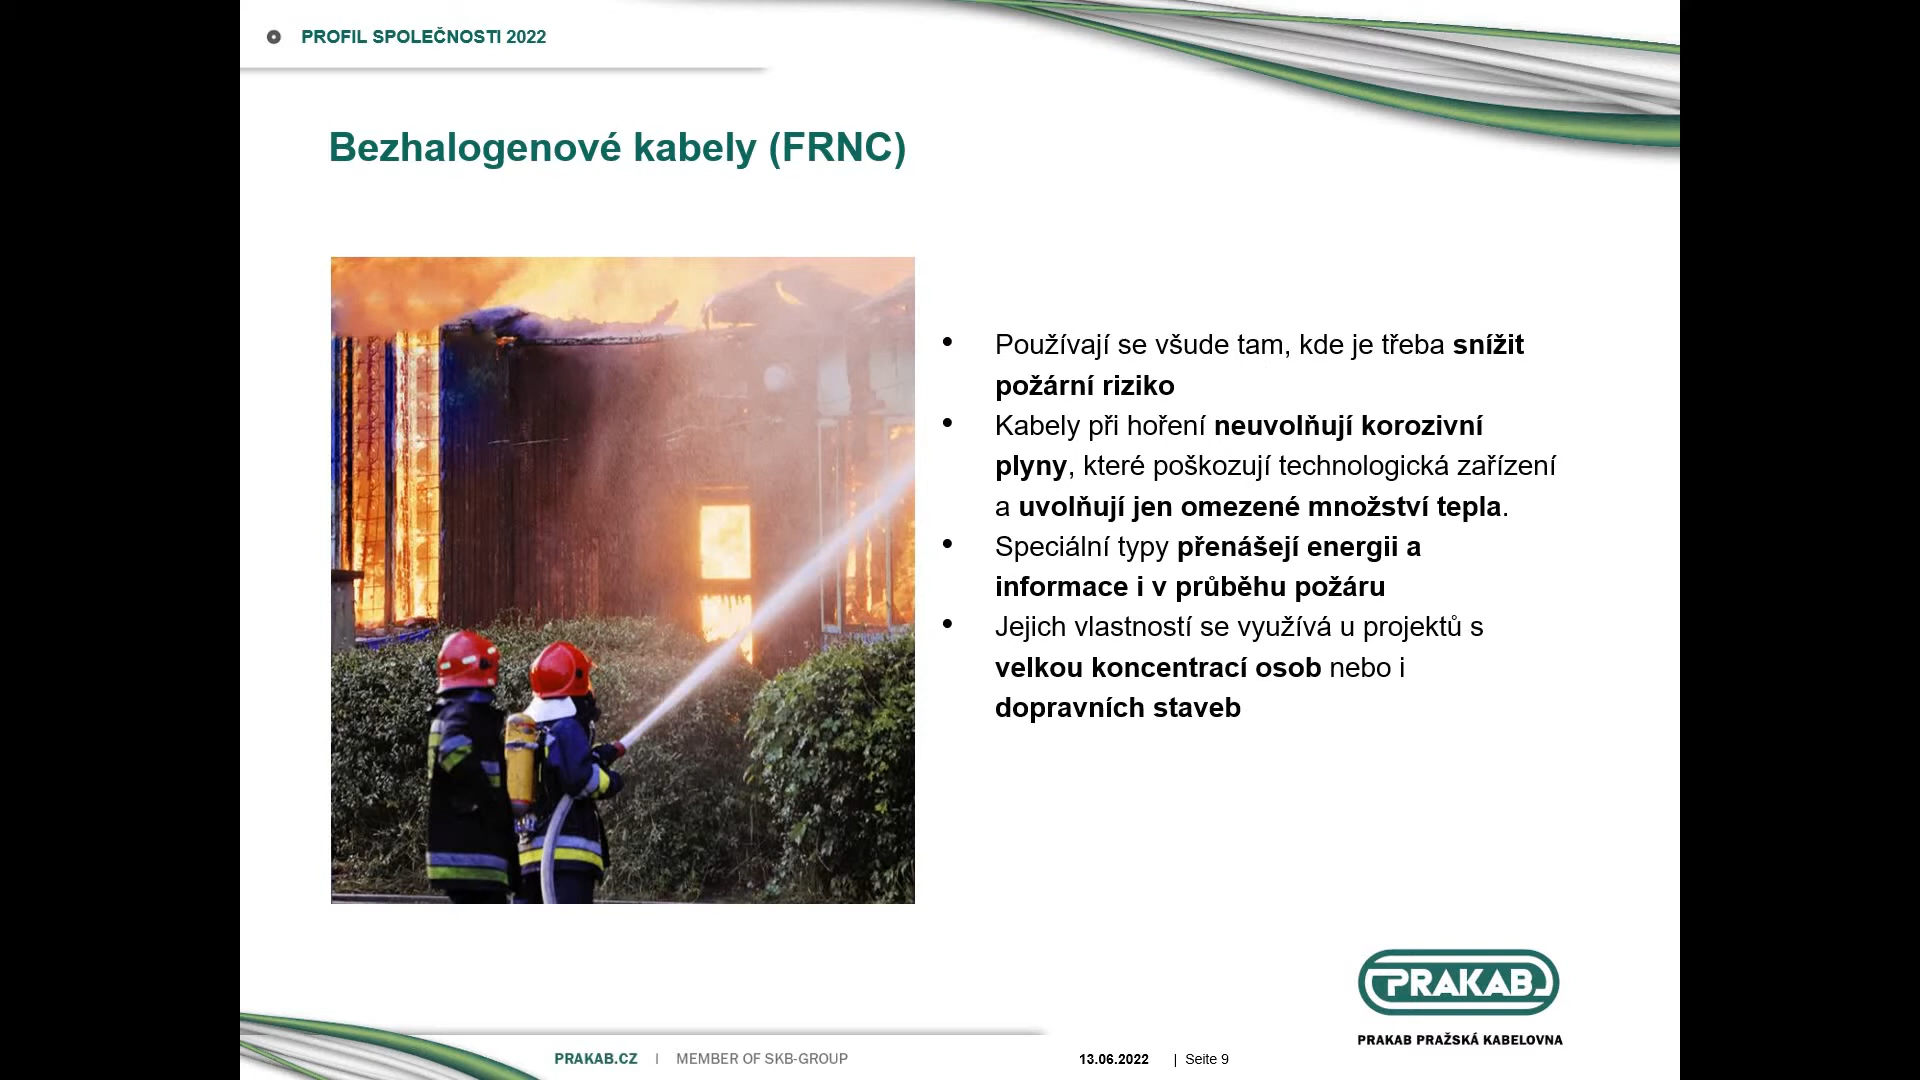 PROFIL SPOLEČNOSTI 2022
Bezhalogenové kabely (FRNC)
• Používají se všude tam, kde je třeba snížit
požární riziko
• Kabely při hoření neuvolňují korozivní
plyny, které poškozují technologická zařízení
a uvolňují jen omezené množství tepla.
• Speciální typy přenášejí energii a
informace i v průběhu požáru
• Jejich vlastností se využívá u projektů s
velkou koncentrací osob nebo i
dopravních staveb
PRAKAB
PRAKAB PRAŽSKÁ KABELOVNA
PRAKAB.CZ | MEMBER OF SKB-GROUP
13.06.2022 | Seite 9